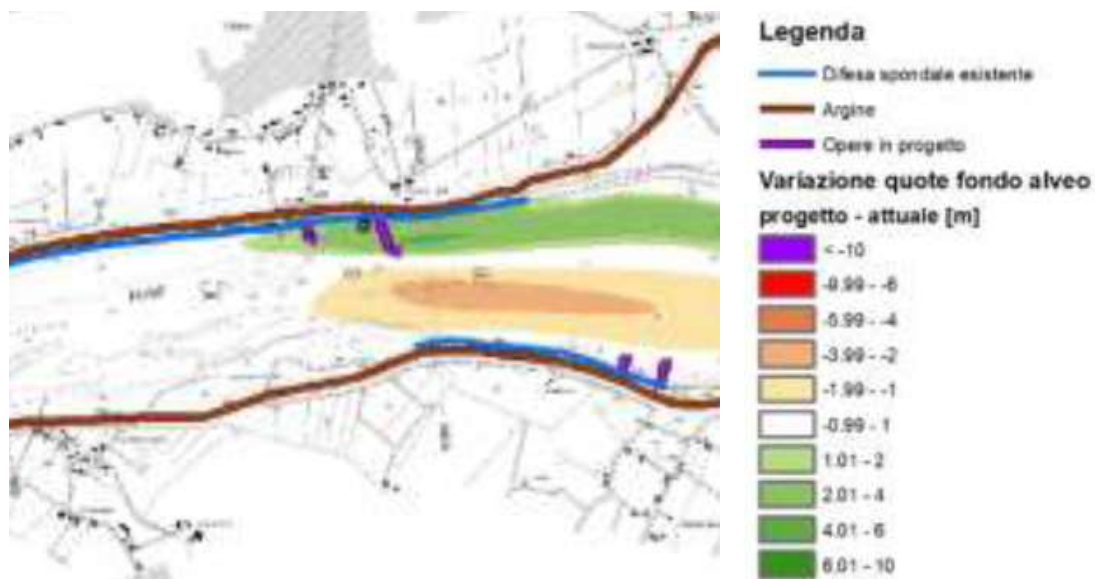 Legenda
Difesa spondale esistente
Argine
Opere in progetto
Variazione quote fondo alveo
progetto - attuale [m]
< -10
-9.99 - -6
-5.99 - -4
-3.99 - -2
-1.99 - -1
-0.99 - 1
1.01 - 2
2.01 - 4
4.01 - 6
6.01 - 10